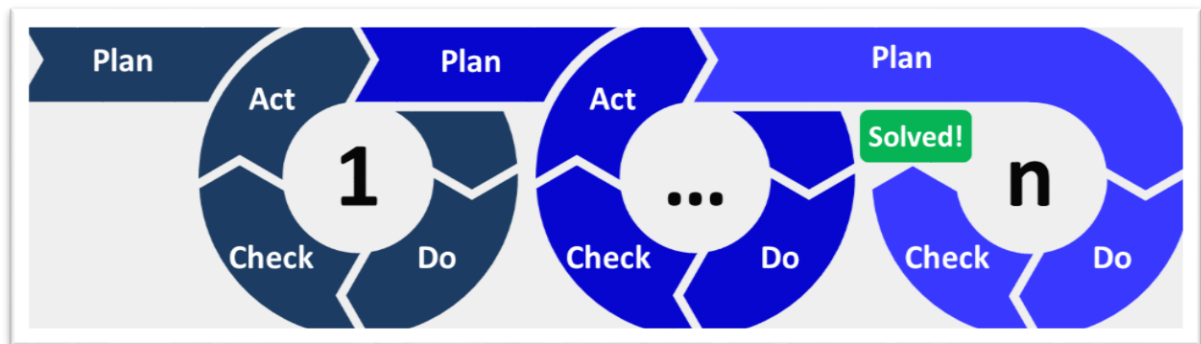 Plan
Act
1
Do
Check
Plan
Act
...
Do
Check
Plan
n
Do
Check
Solved!